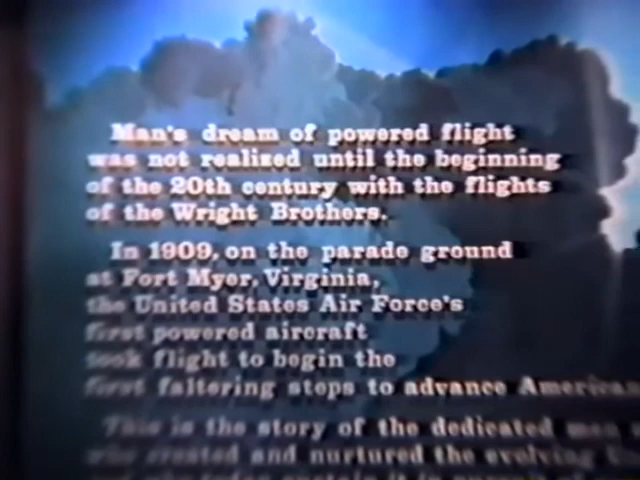 Man's dream of powered flight
was not realized until the beginning
of the 20th century with the flights
of the Wright Brothers.
In 1909, on the parade ground
at Fort Myer, Virginia,
the United States Air Force's
first powered aircraft
took flight to begin the
first faltering steps to advance American
This is the story of the dedicated men
who created and nurtured the evolving